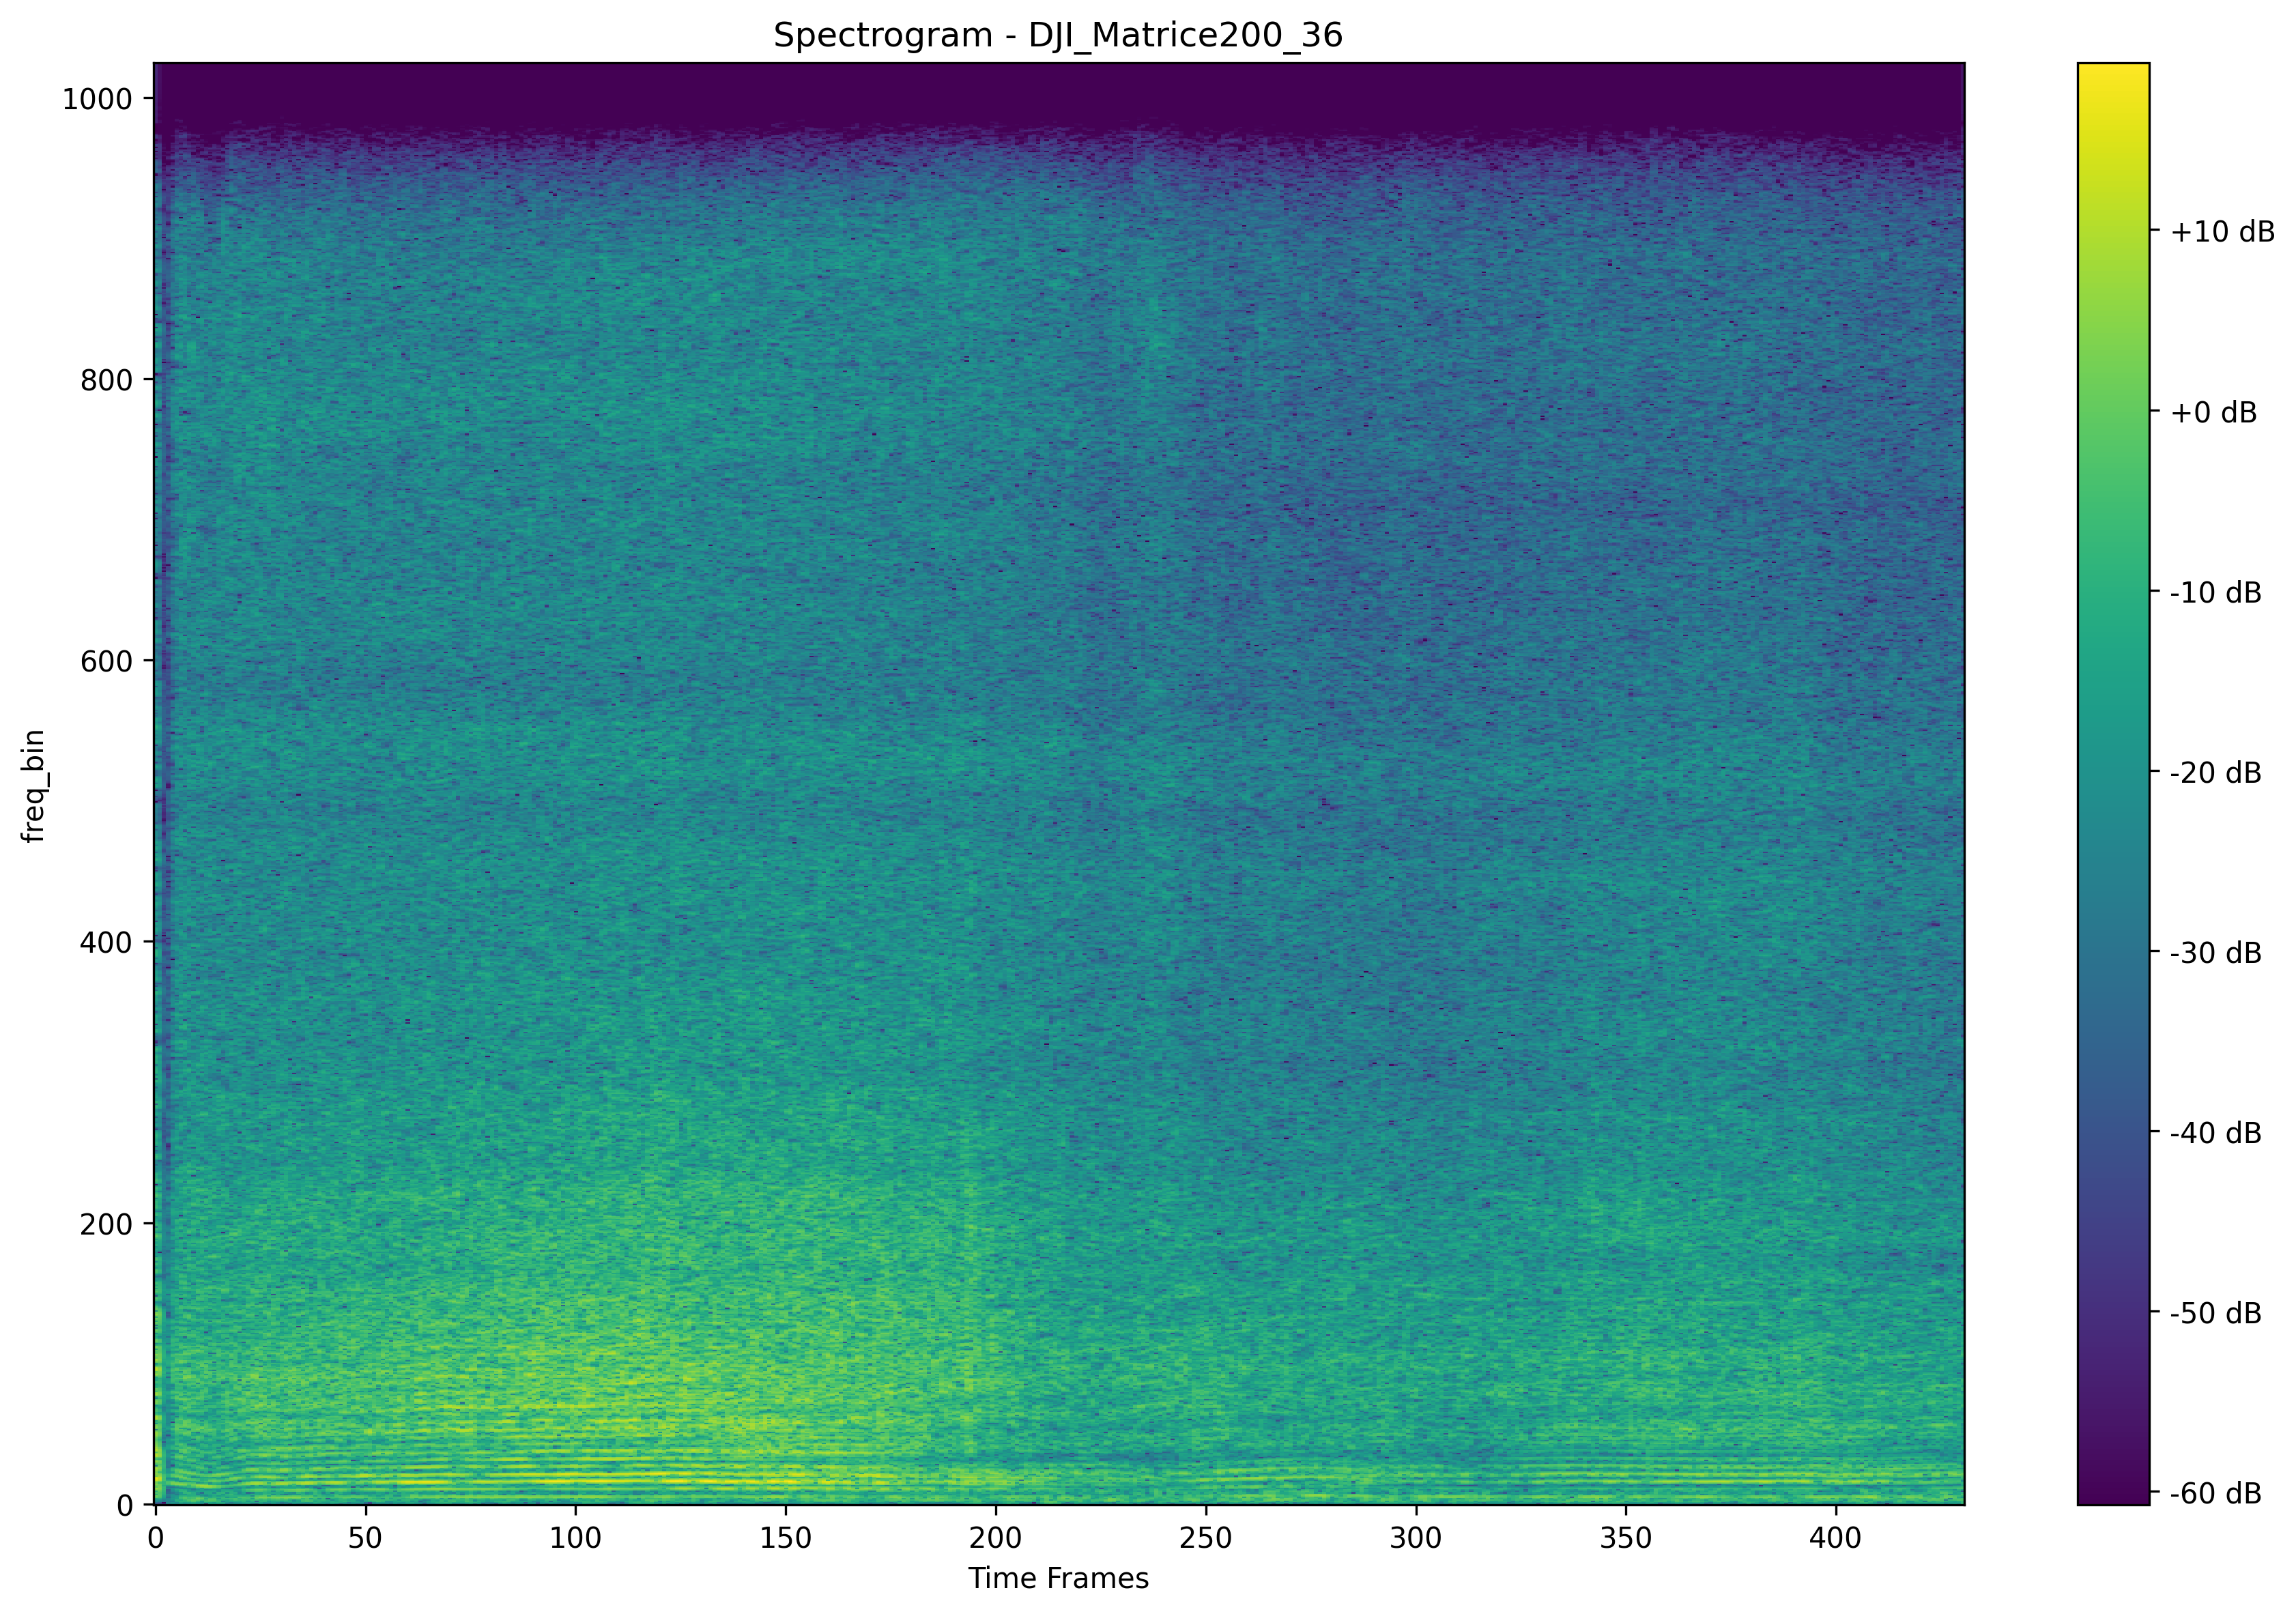 Spectrogram - DJI_Matrice200_36
1000
800
600
400
200
0
freq_bin
0 50 100 150 200 250 300 350 400
Time Frames
+10 dB
+0 dB
-10 dB
-20 dB
-30 dB
-40 dB
-50 dB
-60 dB